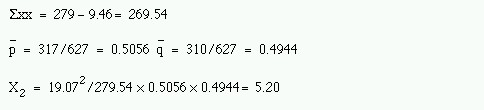 Σxx = 279 – 9.46 = 269.54
p̄ = 317/627 = 0.5056 q̄ = 310/627 = 0.4944
X₂ = 19.07²/279.54 × 0.5056 × 0.4944 = 5.20